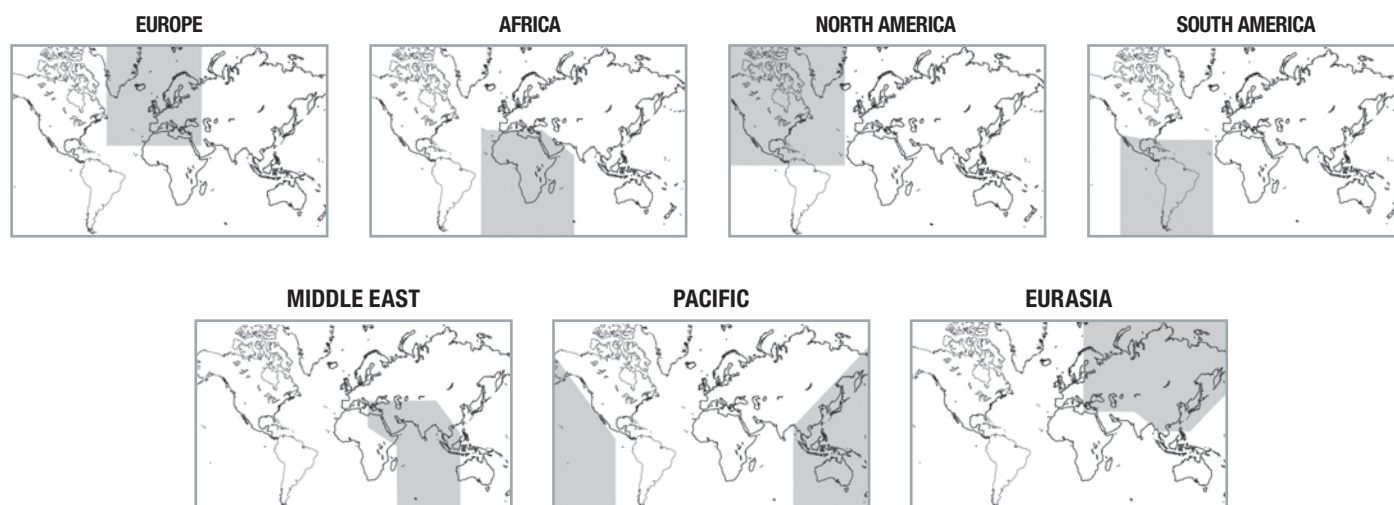 EUROPE
AFRICA
NORTH AMERICA
SOUTH AMERICA
MIDDLE EAST
PACIFIC
EURASIA